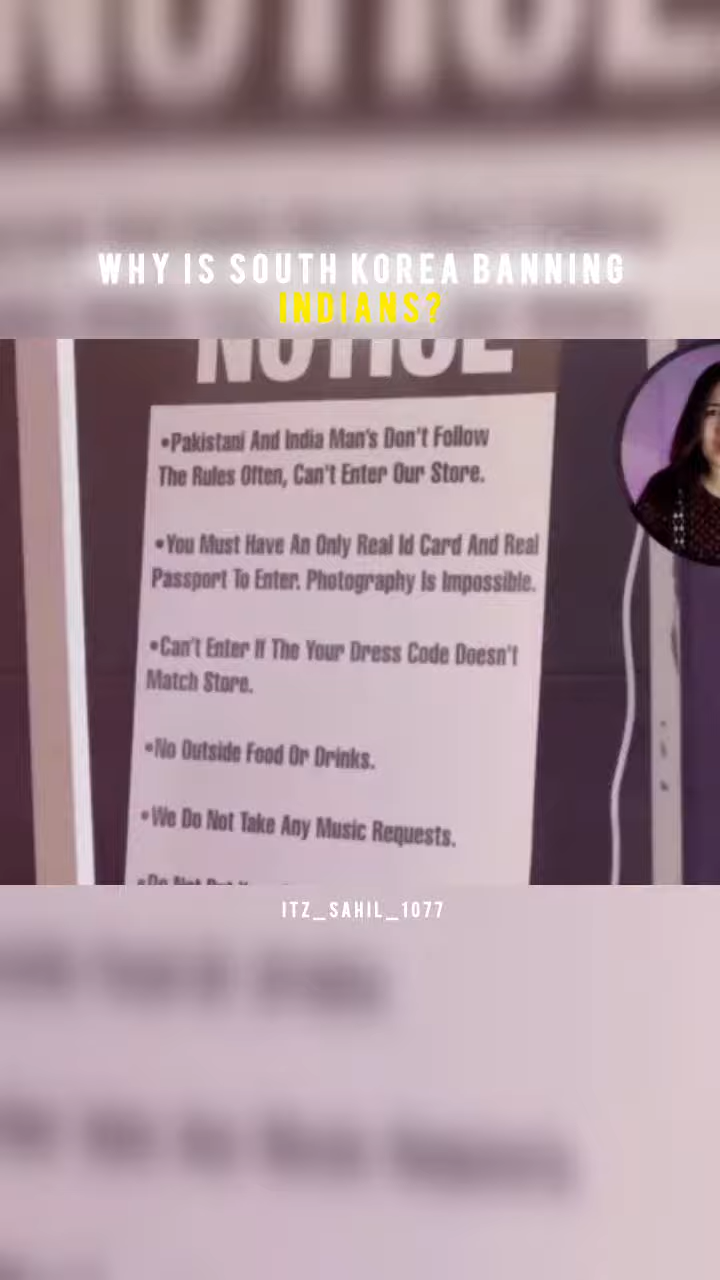 WHY IS SOUTH KOREA BANNING
INDIANS?
NOTICE
•Pakistani And India Man's Don't Follow
The Rules Often, Can't Enter Our Store.
•You Must Have An Only Real Id Card And Real
Passport To Enter. Photography Is Impossible.
•Can't Enter If The Your Dress Code Doesn't
Match Store.
•No Outside Food Or Drinks.
•We Do Not Take Any Music Requests.
•Do Not
ITZ_SAHIL_1077